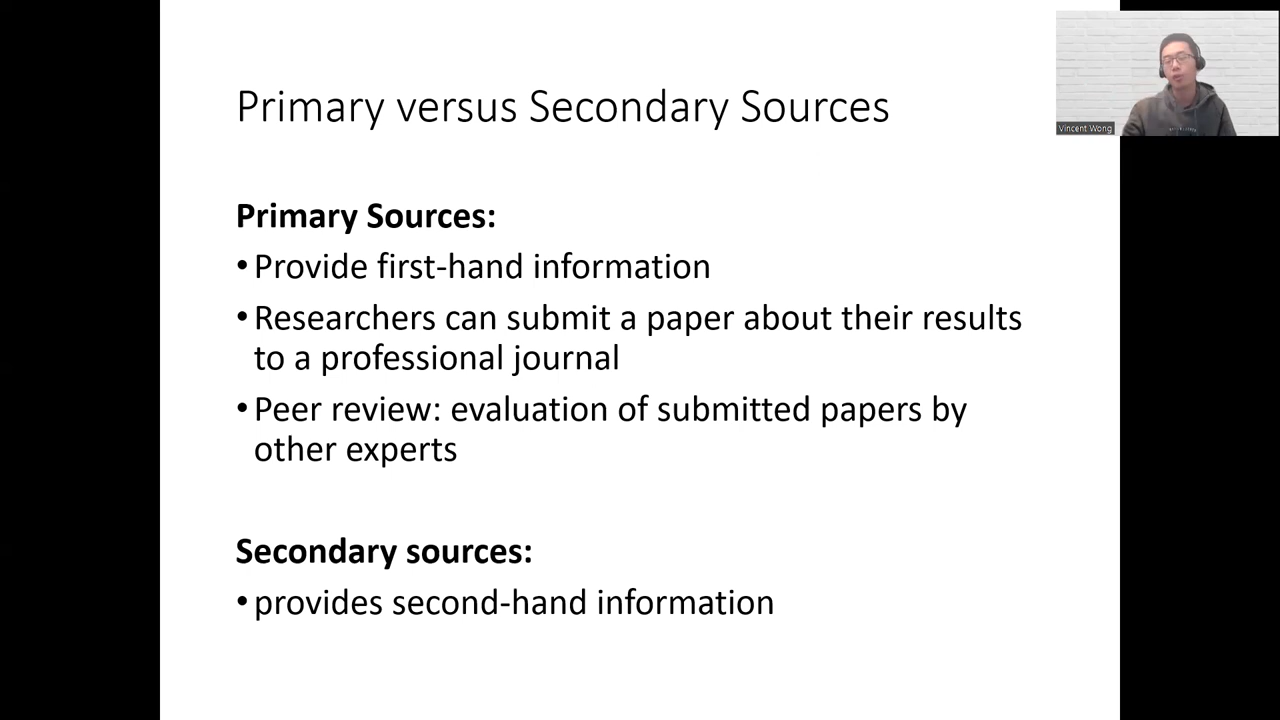 Primary versus Secondary Sources
Vincent Wong
Primary Sources:
• Provide first-hand information
• Researchers can submit a paper about their results
to a professional journal
• Peer review: evaluation of submitted papers by
other experts
Secondary sources:
• provides second-hand information